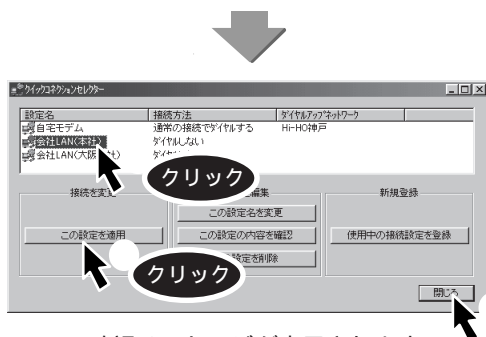 クイックコネクションセレクター
設定名 接続方法 ダイヤルアップネットワーク
自宅モデム 通常の接続でダイヤルする Hi-HO神戸
会社LAN(本社) ダイヤルしない
会社LAN(大阪
クリック
接続を変更 編集 新規登録
この設定名を変更
この設定を適用 この設定の内容を確認 使用中の接続設定を登録
設定を削除
クリック
閉じる